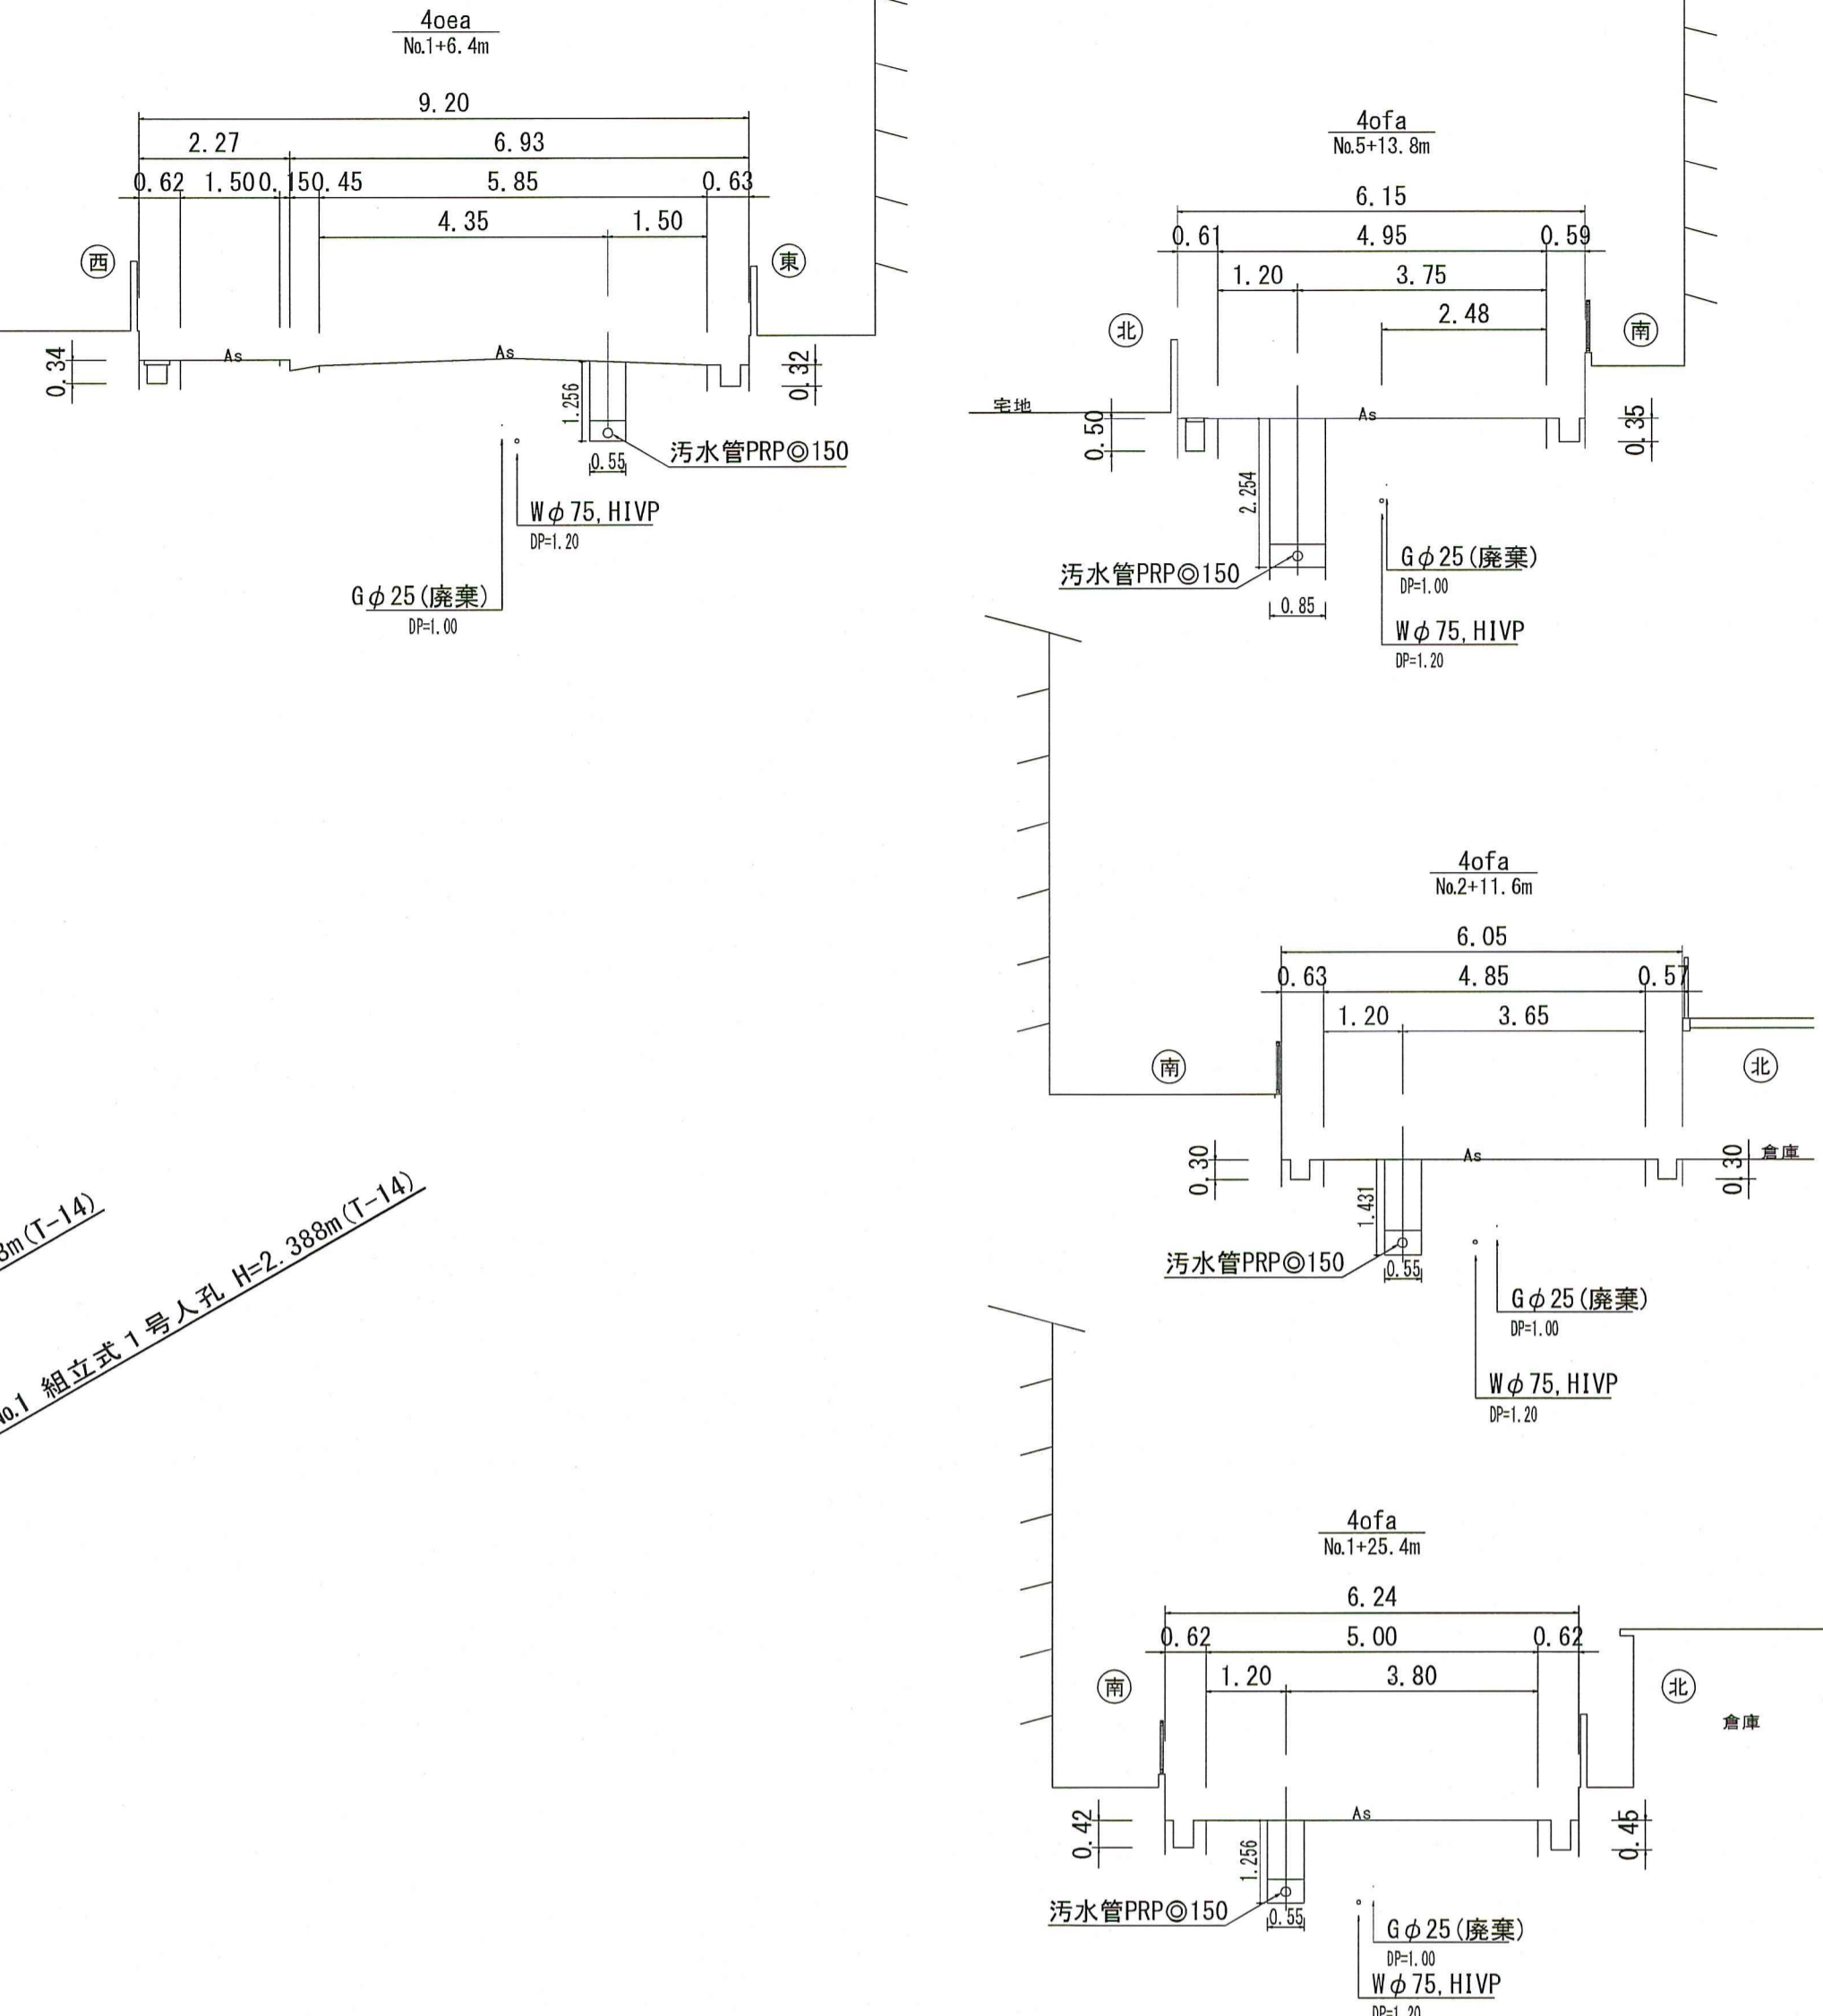 4oea
No.1+6.4m
9.20
2.27 6.93
0.62 1.50 0.15 0.45 5.85 0.63
4.35 1.50
西
東
As
As
0.34
0.32
1.256
0.55
汚水管PRP◎150
Wφ75,HIVP
DP=1.20
Gφ25(廃棄)
DP=1.00
4ofa
No.5+13.8m
6.15
0.61 4.95 0.59
1.20 3.75
2.48
北
南
宅地
As
0.50
0.35
2.254
汚水管PRP◎150
0.85
Gφ25(廃棄)
DP=1.00
Wφ75,HIVP
DP=1.20
4ofa
No.2+11.6m
6.05
0.63 4.85 0.57
1.20 3.65
南
北
As
倉庫
0.30
0.30
1.431
汚水管PRP◎150
0.55
Gφ25(廃棄)
DP=1.00
Wφ75,HIVP
DP=1.20
m(T-14)
No.1 組立式1号人孔 H=2.388m(T-14)
4ofa
No.1+25.4m
6.24
0.62 5.00 0.62
1.20 3.80
南
北
倉庫
As
0.42
0.45
1.256
汚水管PRP◎150
0.55
Gφ25(廃棄)
DP=1.00
Wφ75,HIVP
DP=1.20